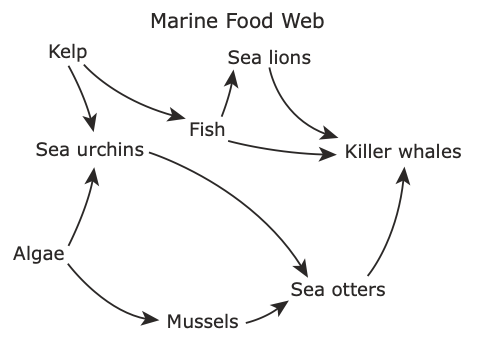 Marine Food Web
Kelp
Sea lions
Fish
Sea urchins
Killer whales
Algae
Sea otters
Mussels